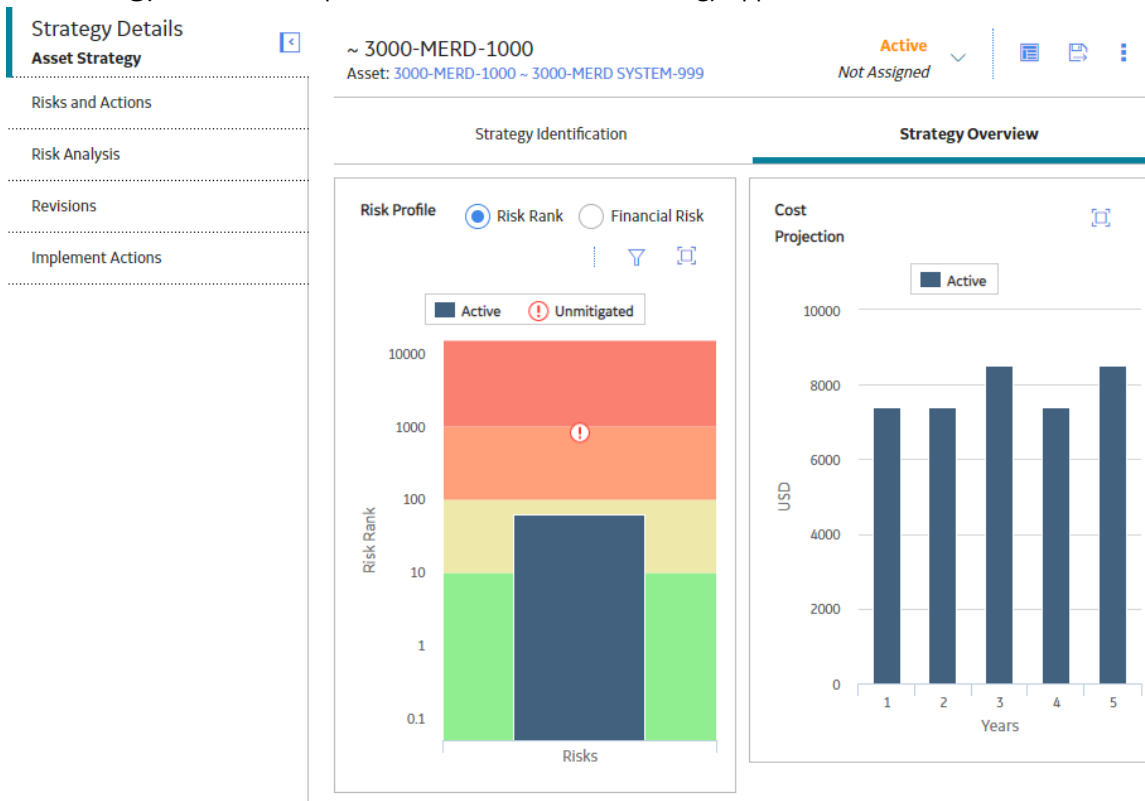 Strategy Details
Asset Strategy
Risks and Actions
Risk Analysis
Revisions
Implement Actions
~ 3000-MERD-1000
Asset: 3000-MERD-1000 ~ 3000-MERD SYSTEM-999
Active
Not Assigned
Strategy Identification
Strategy Overview
Risk Profile
Risk Rank
Financial Risk
Active
Unmitigated
10000
1000
100
10
1
0.1
Risk Rank
Risks
Cost
Projection
Active
10000
8000
6000
4000
2000
0
USD
1 2 3 4 5
Years